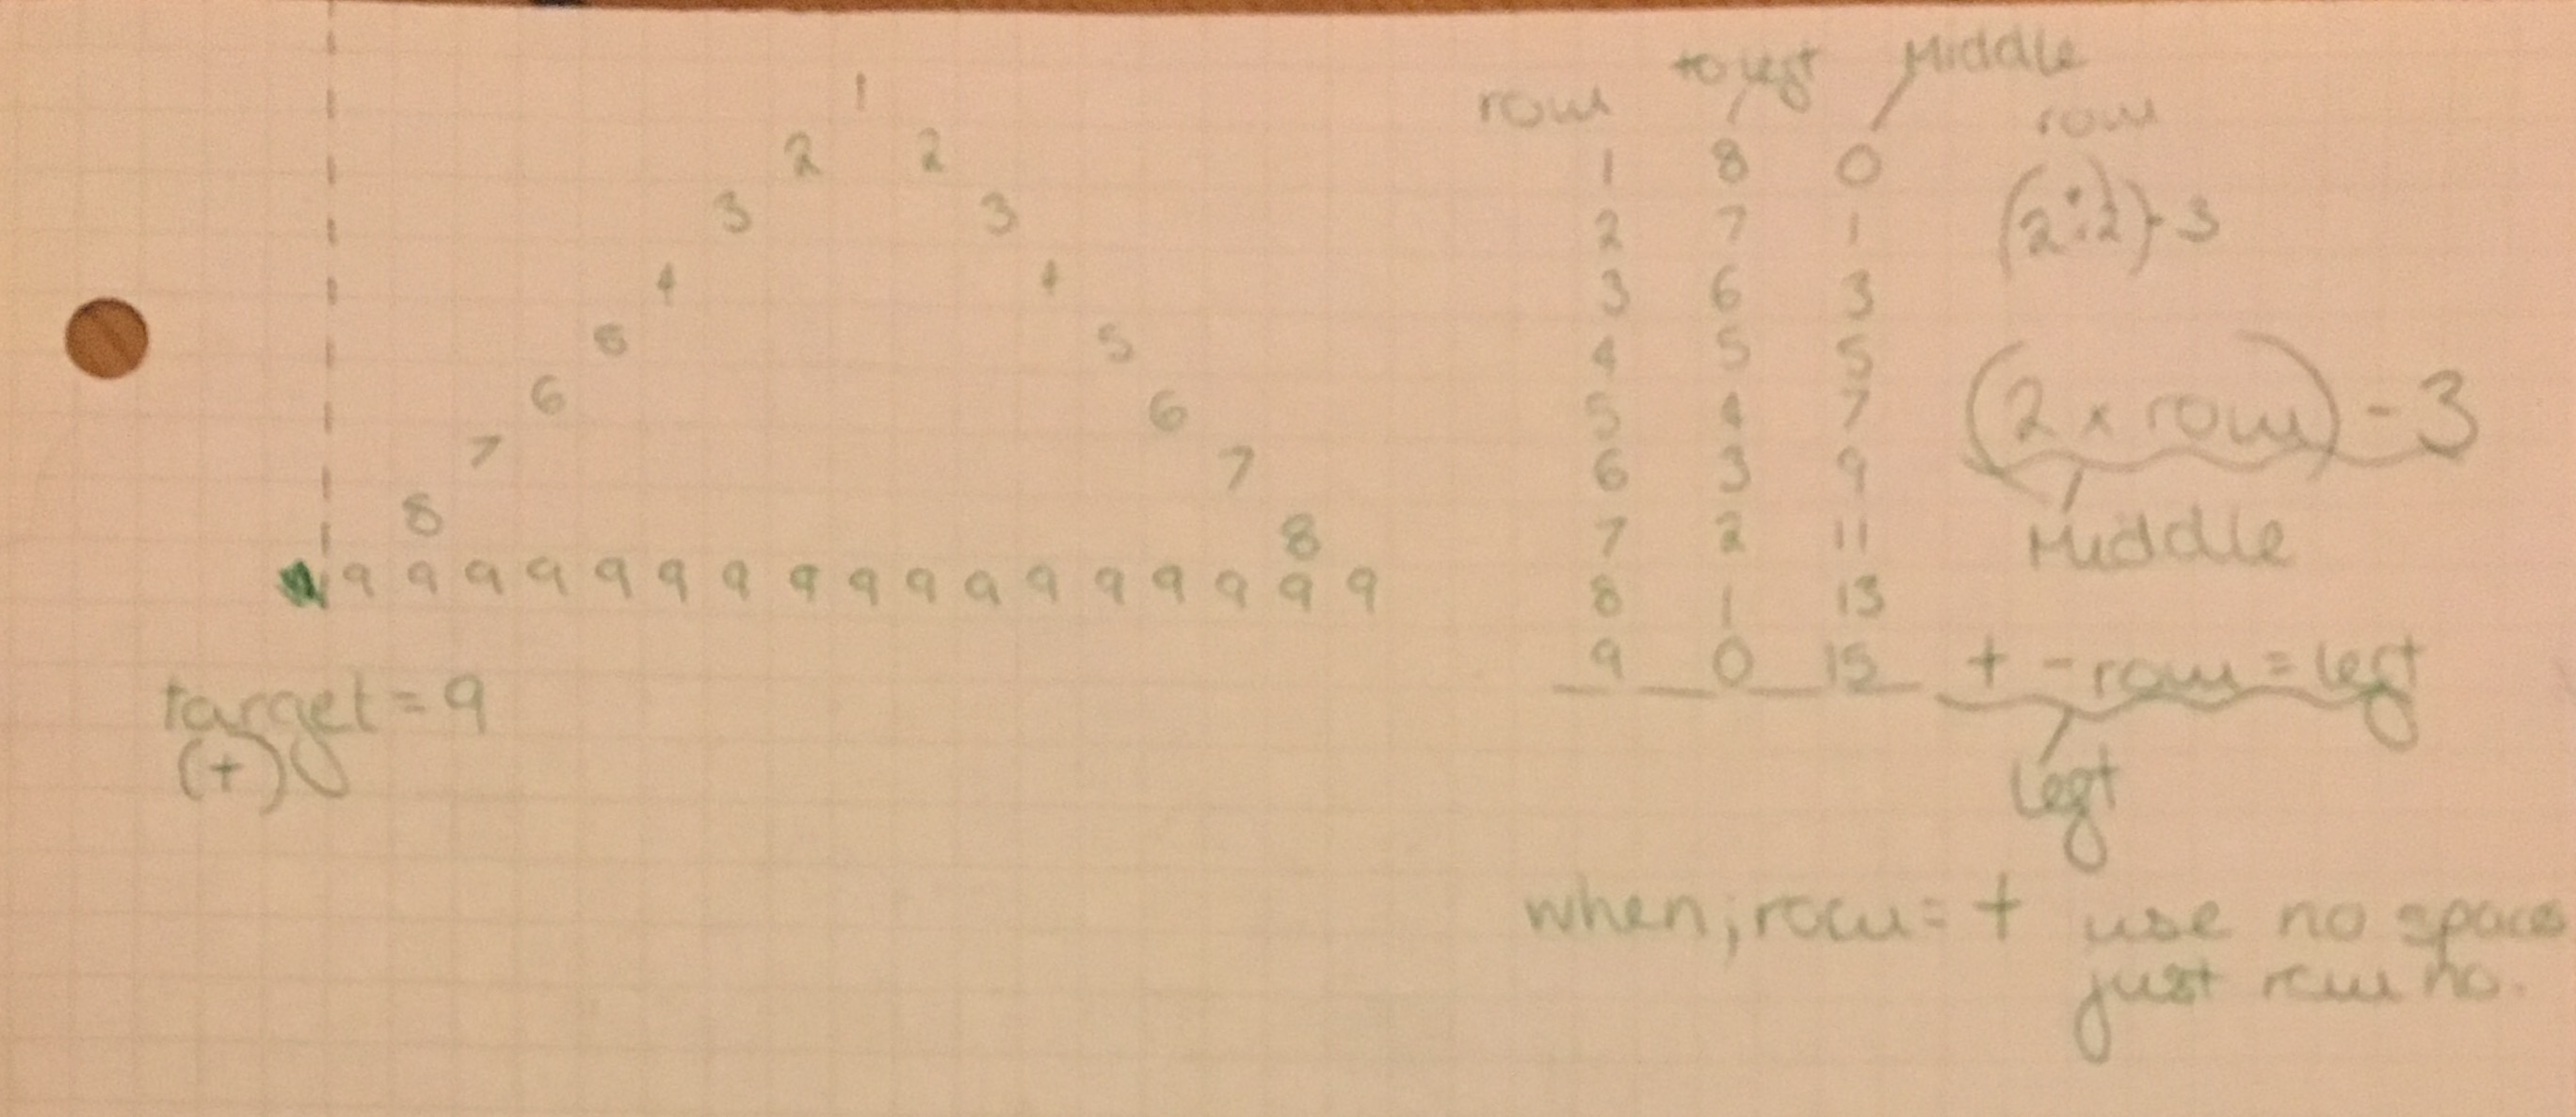 1
2 2
3 3
4 4
5 5
6 6
7 7
8 8
9 9 9 9 9 9 9 9 9 9 9 9 9 9 9 9 9
target = 9
(t)
row to left Middle
1 8 0
2 7 1
3 6 3
4 5 5
5 4 7
6 3 9
7 2 11
8 1 13
9 0 15
row
(2 2) - 3
(2 x row) - 3
Middle
t - row = left
left
when; row = t use no space
just row no.